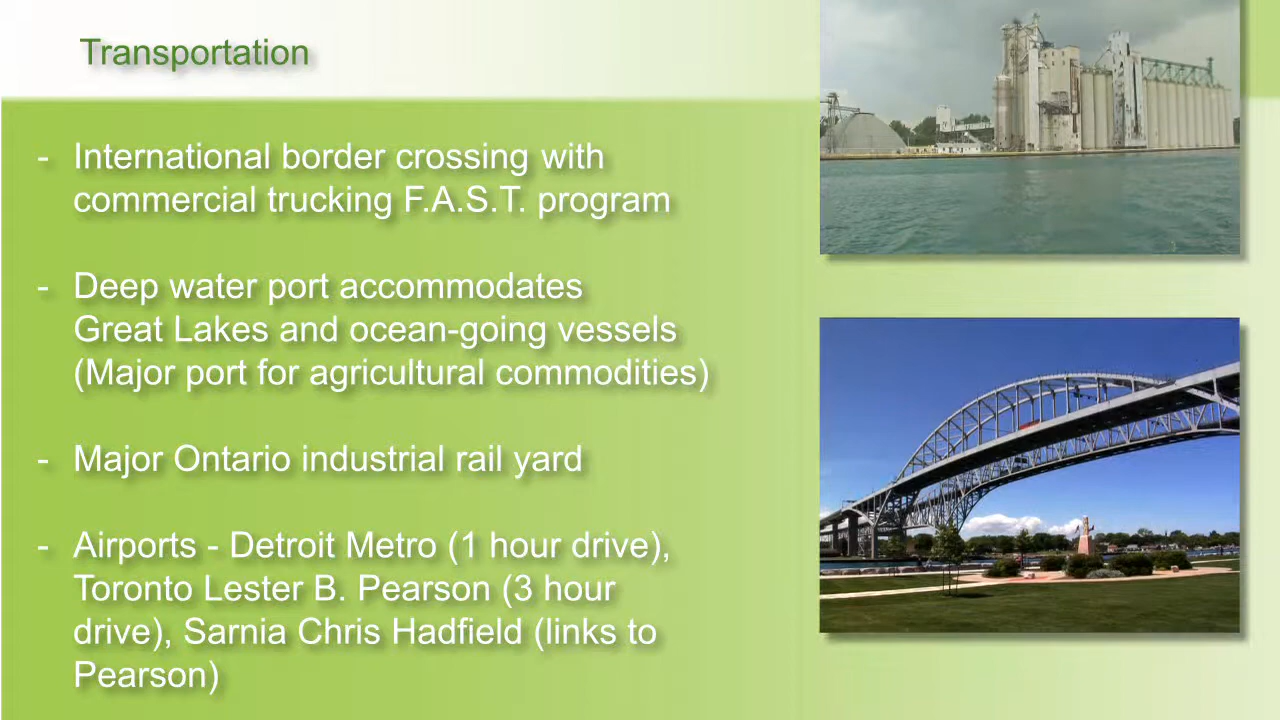 Transportation
- International border crossing with
commercial trucking F.A.S.T. program
- Deep water port accommodates
Great Lakes and ocean-going vessels
(Major port for agricultural commodities)
- Major Ontario industrial rail yard
- Airports - Detroit Metro (1 hour drive),
Toronto Lester B. Pearson (3 hour
drive), Sarnia Chris Hadfield (links to
Pearson)